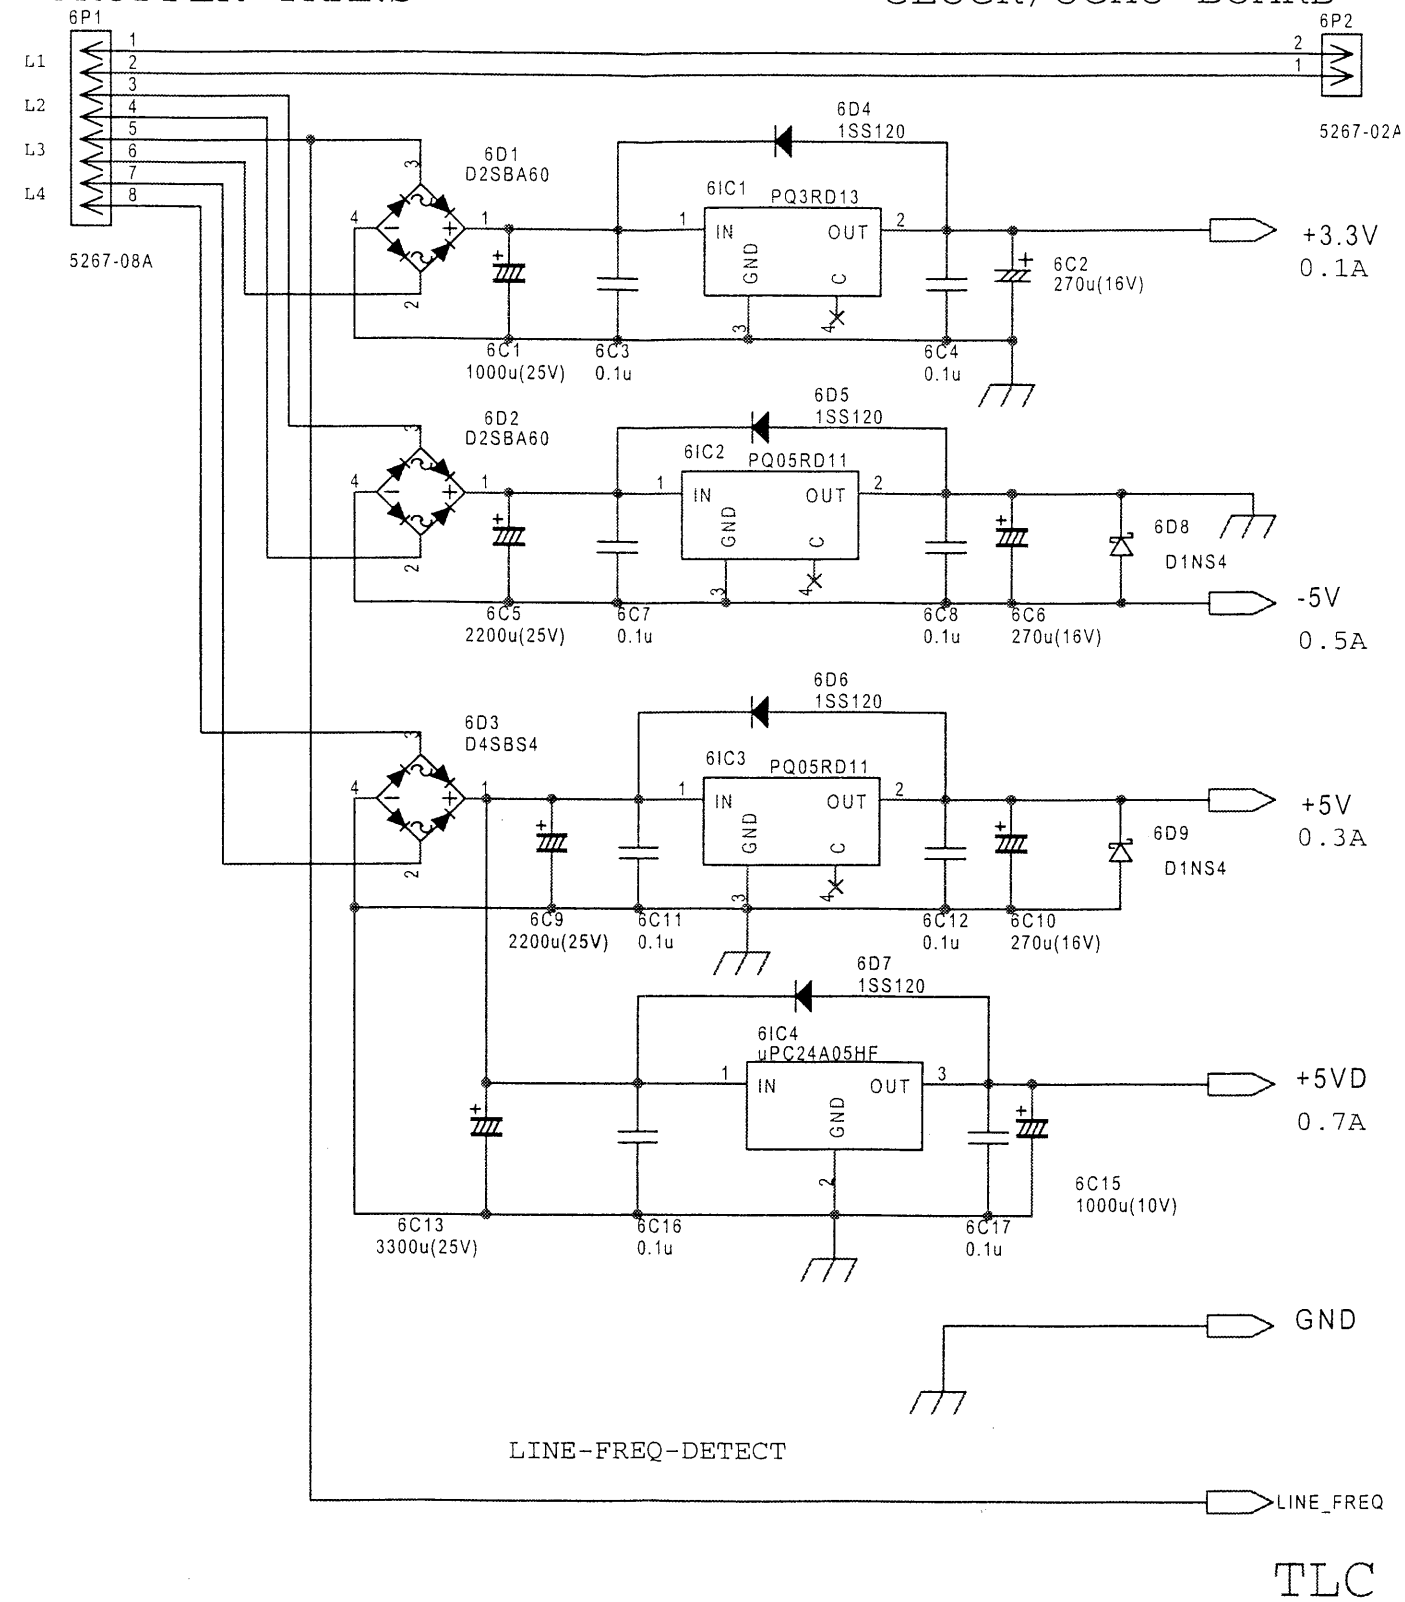 6P1
6P2
L1
L2
L3
L4
1
2
3
4
5
6
7
8
5267-08A
2
1
5267-02A
6D4
1SS120
6D1
D2SBA60
3
4
1
2
6IC1
PQ3RD13
1
IN
OUT
2
GND
C
3
4
+
6C1
1000u(25V)
6C3
0.1u
6C4
0.1u
+
6C2
270u(16V)
+3.3V
0.1A
6D5
1SS120
6D2
D2SBA60
3
4
1
2
6IC2
PQ05RD11
1
IN
OUT
2
GND
C
3
4
+
6C5
2200u(25V)
6C7
0.1u
6C8
0.1u
+
6C6
270u(16V)
6D8
D1NS4
-5V
0.5A
6D6
1SS120
6D3
D4SBS4
3
4
1
2
6IC3
PQ05RD11
1
IN
OUT
2
GND
C
3
4
+
6C9
2200u(25V)
6C11
0.1u
6C12
0.1u
+
6C10
270u(16V)
6D9
D1NS4
+5V
0.3A
6D7
1SS120
6IC4
uPC24A05HF
1
IN
OUT
3
GND
2
+
6C13
3300u(25V)
6C16
0.1u
6C17
0.1u
+
6C15
1000u(10V)
+5VD
0.7A
GND
LINE-FREQ-DETECT
LINE_FREQ
TLC